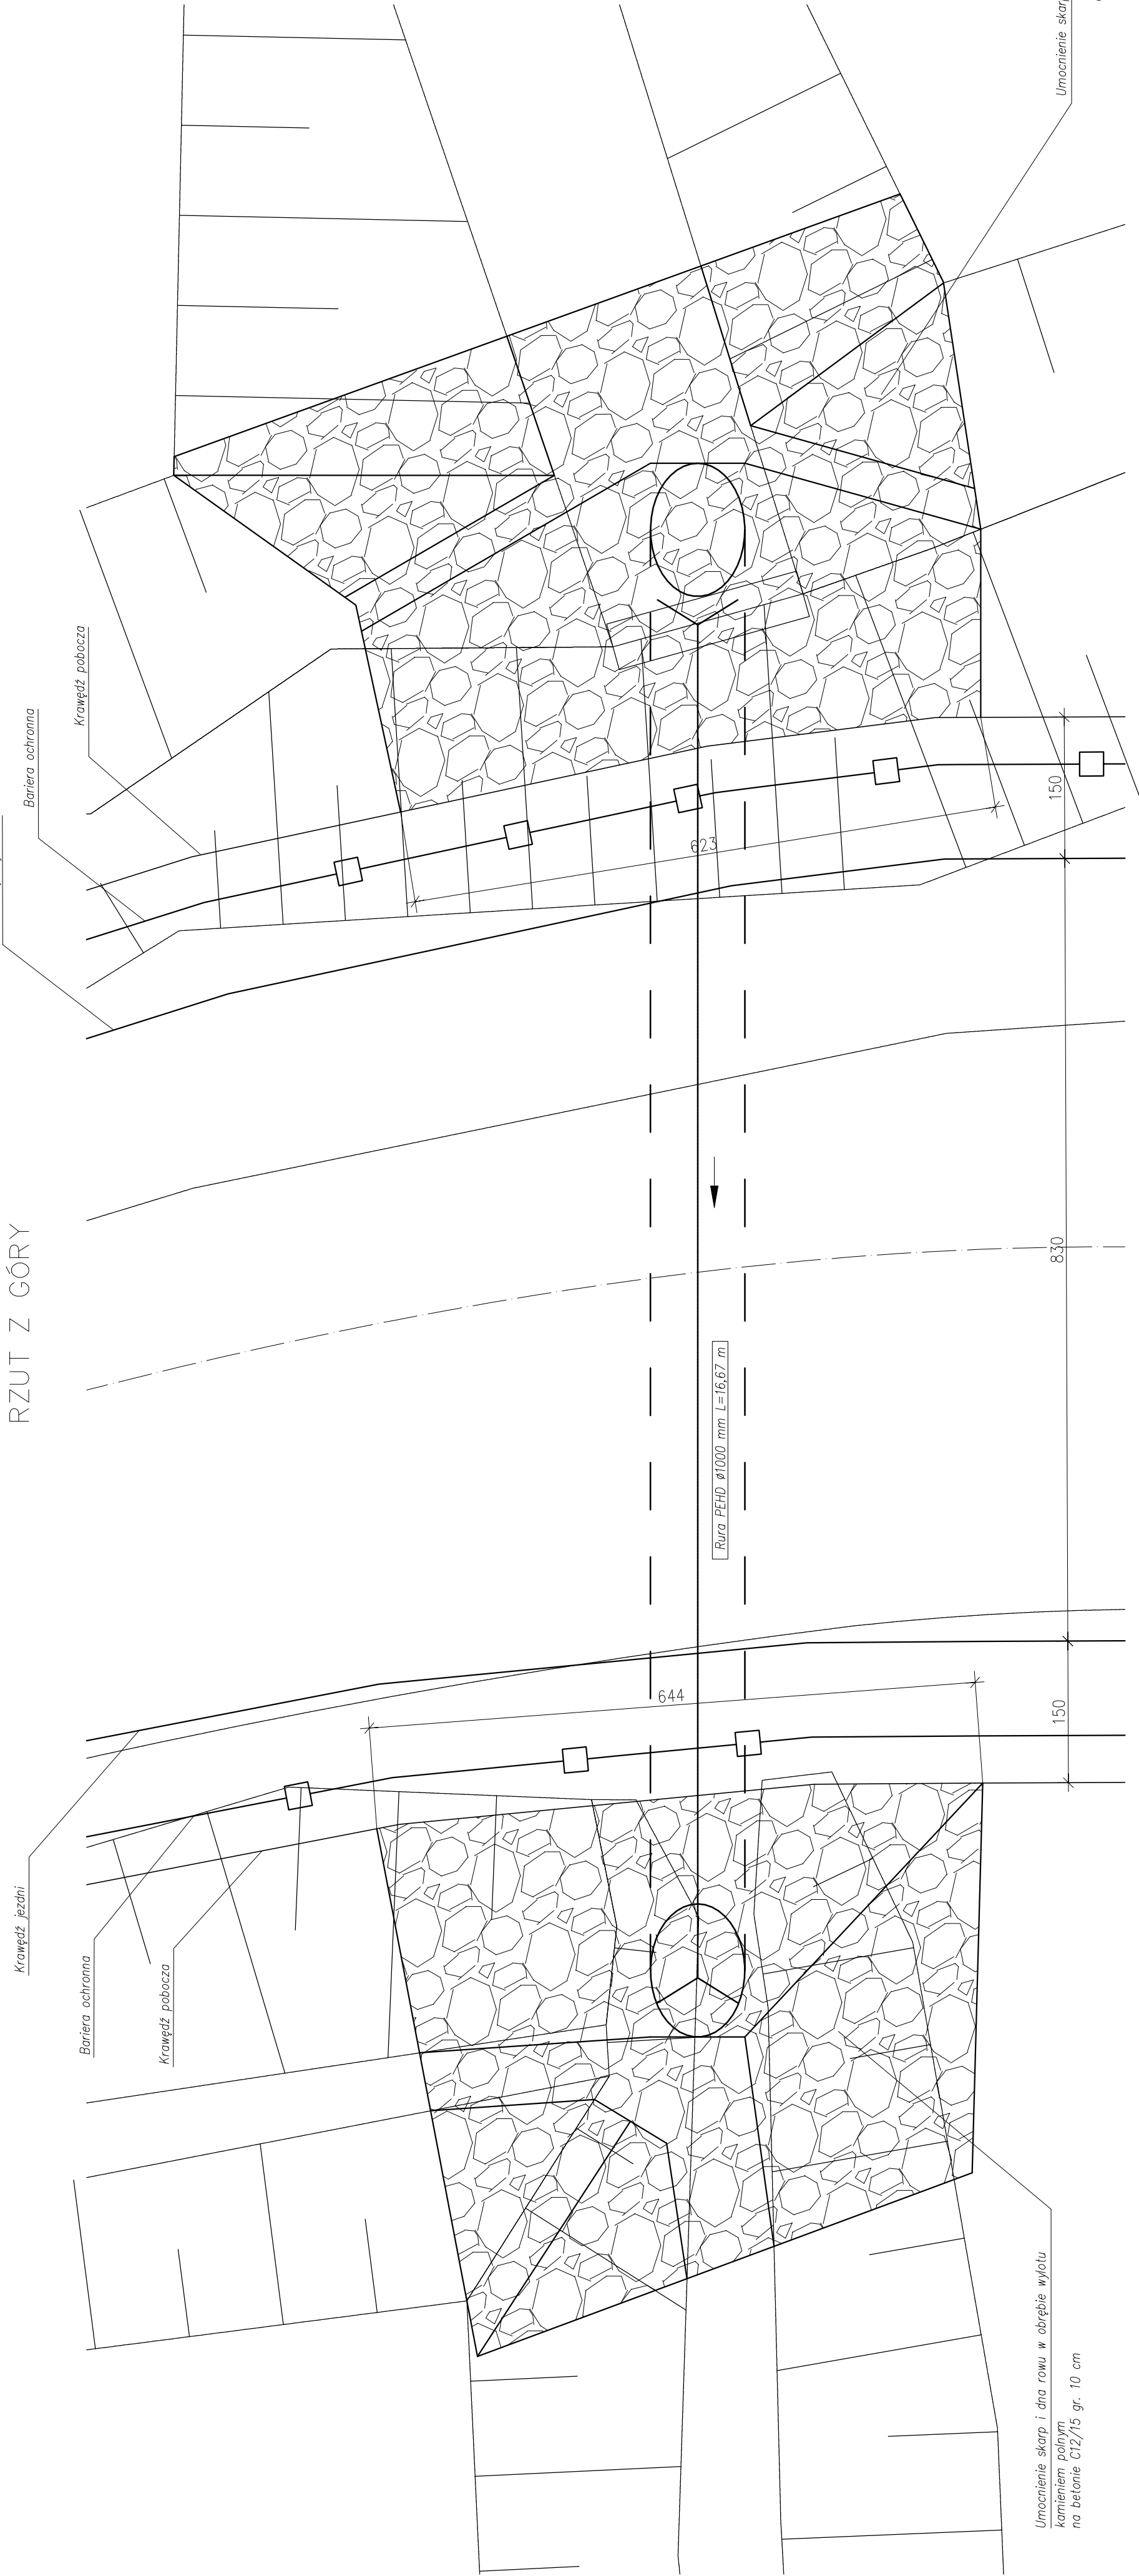 RZUT Z GÓRY
Krawędź jezdni
Bariera ochronna
Krawędź pobocza
Umocnienie skarp i dna rowu w obrębie wylotu
kamieniem polnym
na betonie C12/15 gr. 10 cm
644
150
Rura PEHD ø1000 mm L=16,67 m
830
623
150
Bariera ochronna
Krawędź pobocza
Umocnienie